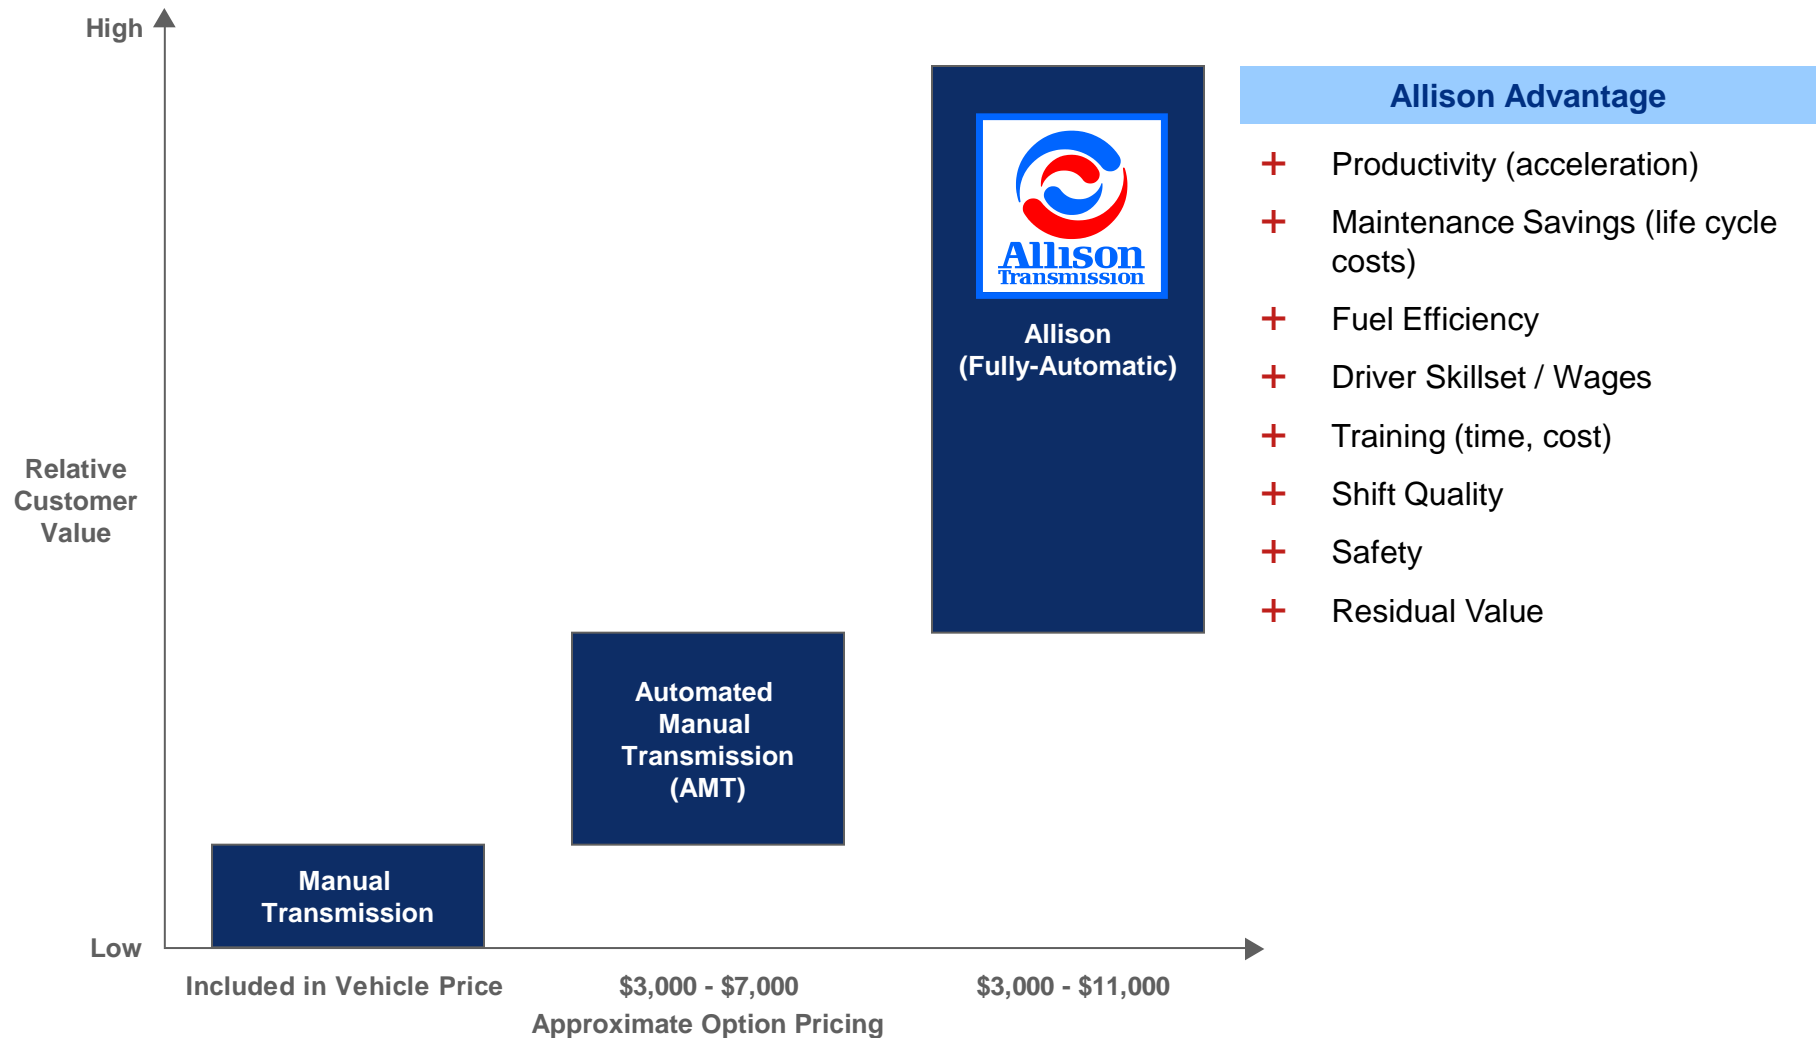 High
Relative
Customer
Value
Low
Manual
Transmission
Automated
Manual
Transmission
(AMT)
Allison
Transmission
Allison
(Fully-Automatic)
Included in Vehicle Price
$3,000 - $7,000
$3,000 - $11,000
Approximate Option Pricing
Allison Advantage
+ Productivity (acceleration)
+ Maintenance Savings (life cycle
costs)
+ Fuel Efficiency
+ Driver Skillset / Wages
+ Training (time, cost)
+ Shift Quality
+ Safety
+ Residual Value